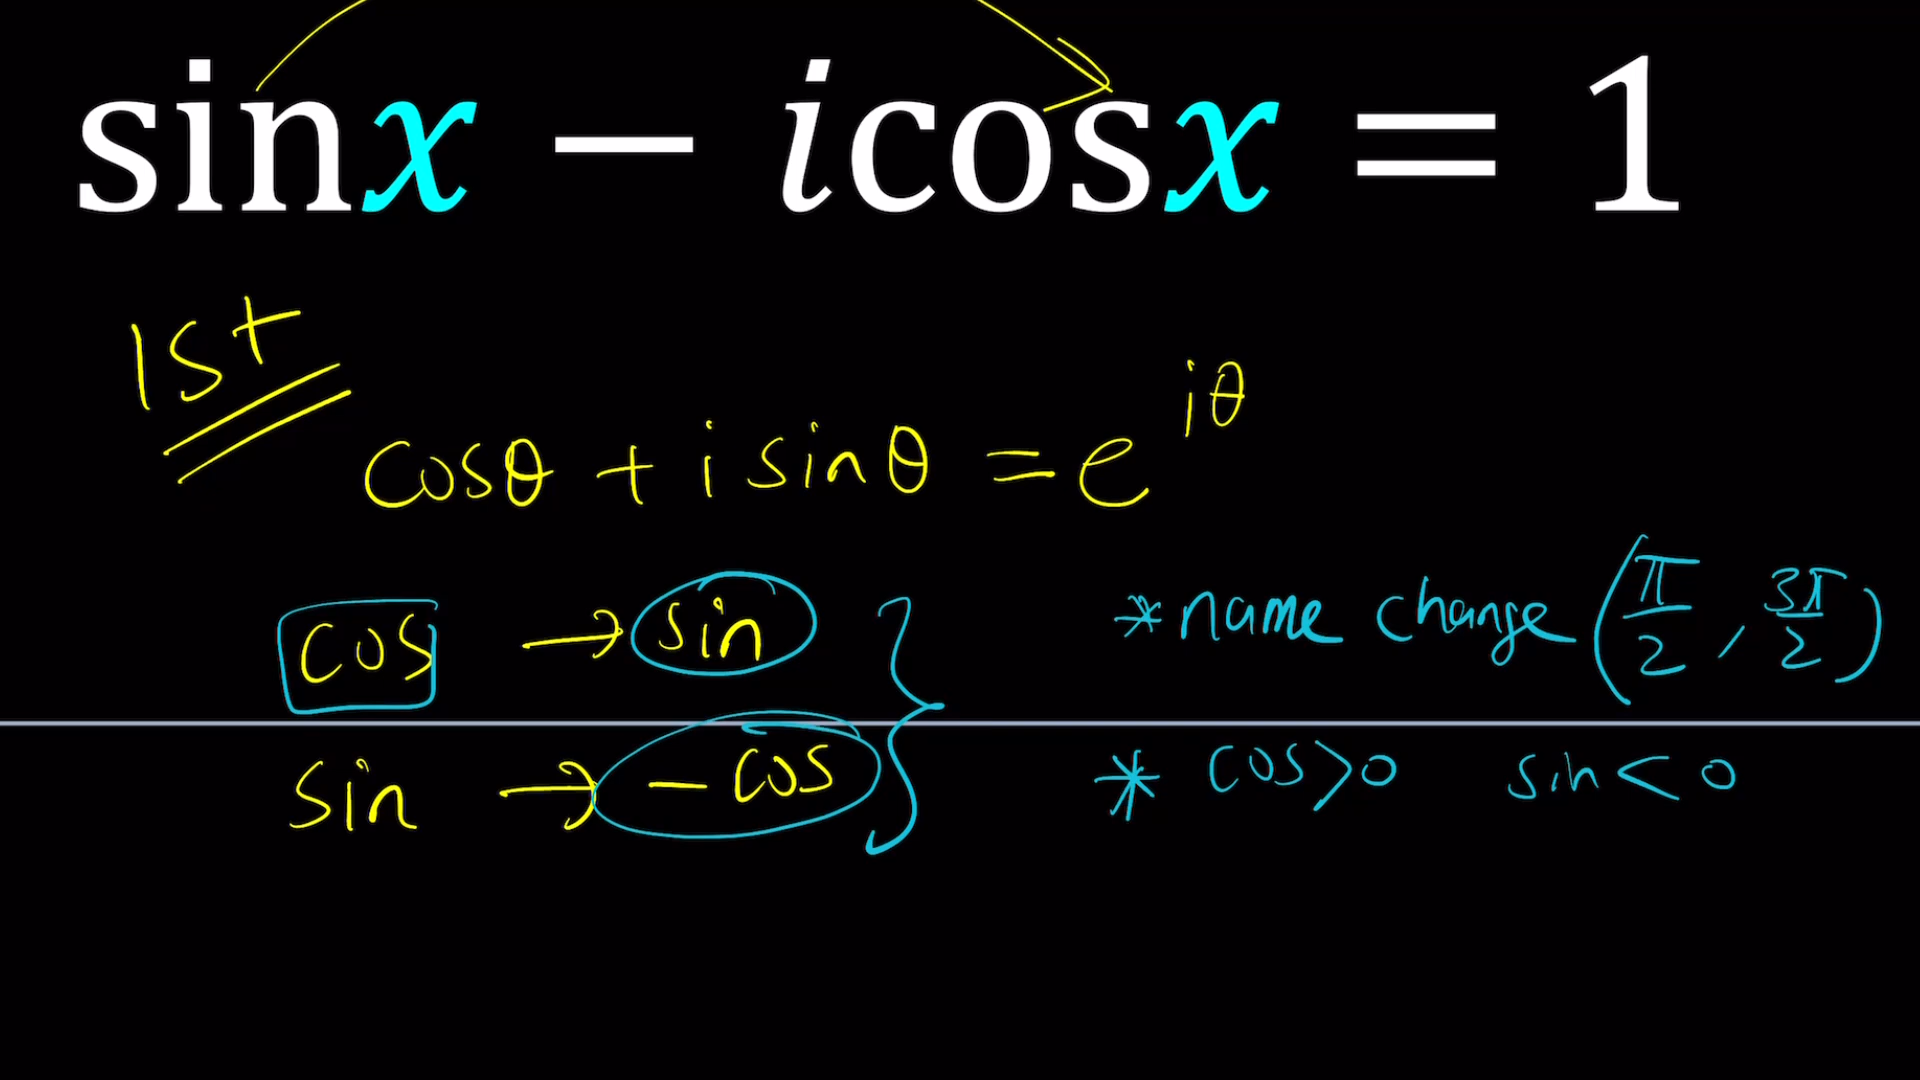 sinx − icosx = 1
1st
cosθ + i sinθ = e^{iθ}
cos → sin
* name change (π/2, 3π/2)
sin → − cos
* cos>0 sin<0